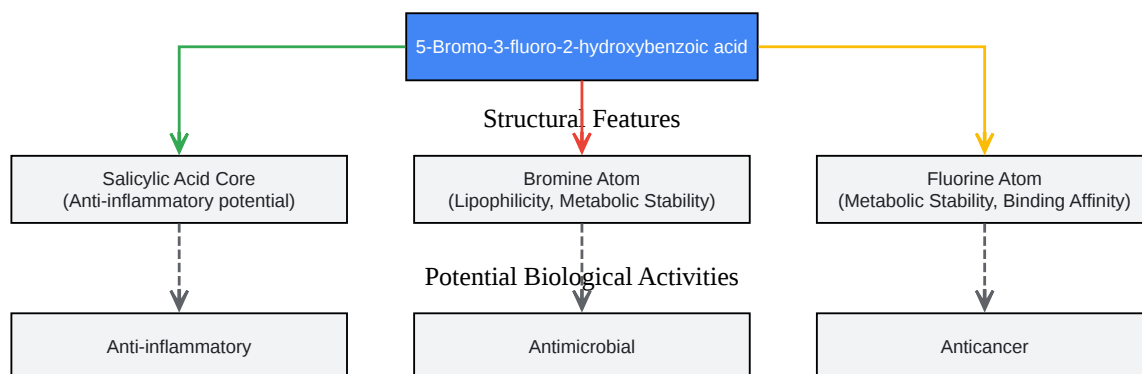 5-Bromo-3-fluoro-2-hydroxybenzoic acid
Structural Features
Salicylic Acid Core
(Anti-inflammatory potential)
Bromine Atom
(Lipophilicity, Metabolic Stability)
Fluorine Atom
(Metabolic Stability, Binding Affinity)
Potential Biological Activities
Anti-inflammatory
Antimicrobial
Anticancer